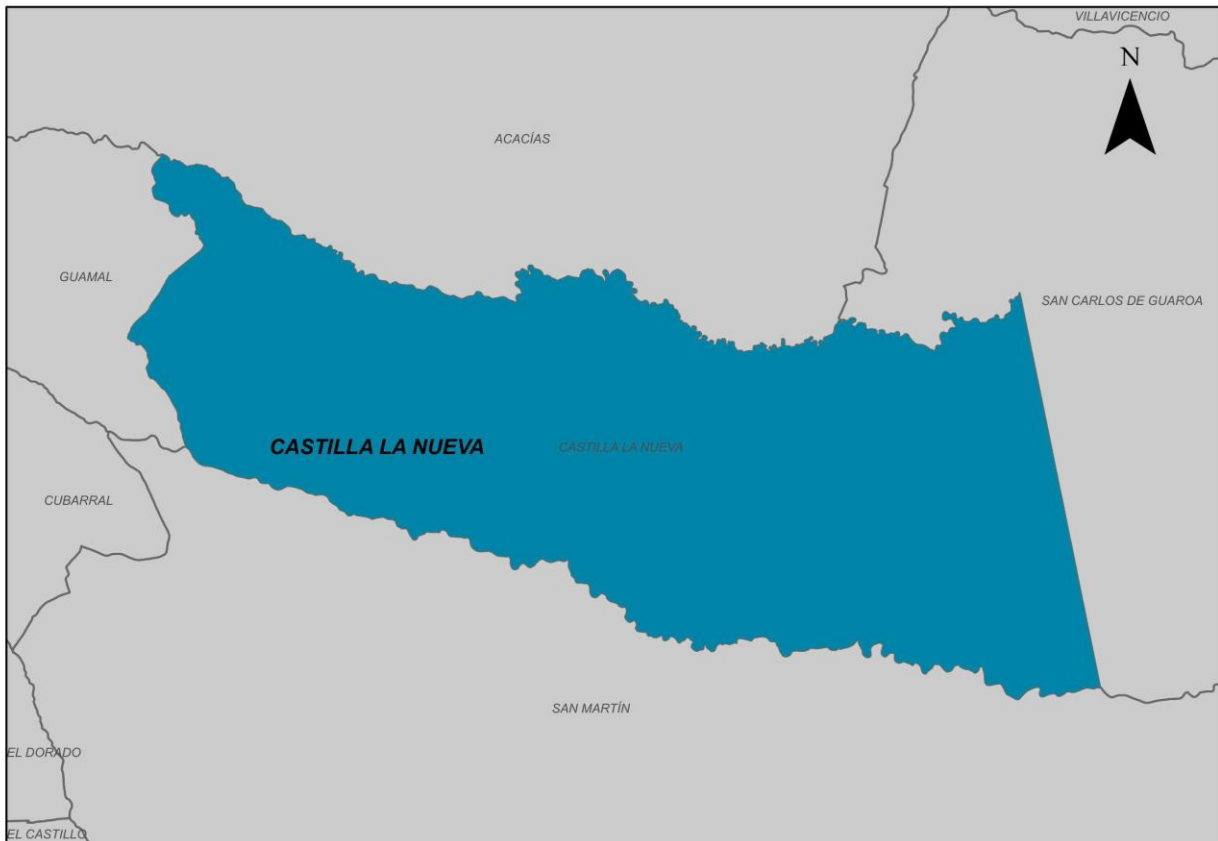 VILLAVICENCIO
N
ACACÍAS
GUAMAL
SAN CARLOS DE GUAROA
CASTILLA LA NUEVA
CASTILLA LA NUEVA
CUBARRAL
SAN MARTÍN
EL DORADO
EL CASTILLO